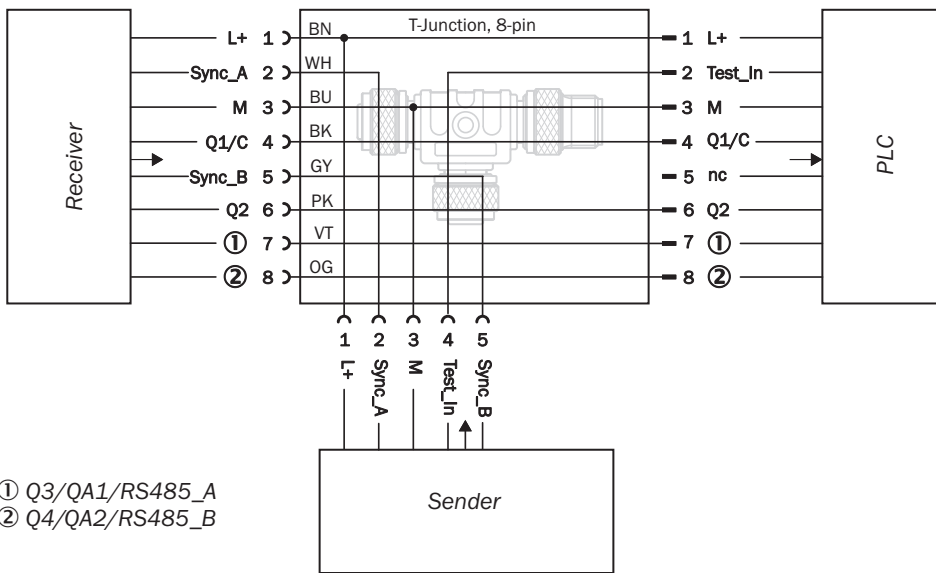 T-Junction, 8-pin
Receiver
PLC
L+ 1 BN 1 L+
Sync_A 2 WH 2 Test_In
M 3 BU 3 M
Q1/C 4 BK 4 Q1/C
Sync_B 5 GY 5 nc
Q2 6 PK 6 Q2
① 7 VT 7 ①
② 8 OG 8 ②
1 2 3 4 5
L+ Sync_A M Test_In Sync_B
Sender
① Q3/QA1/RS485_A
② Q4/QA2/RS485_B